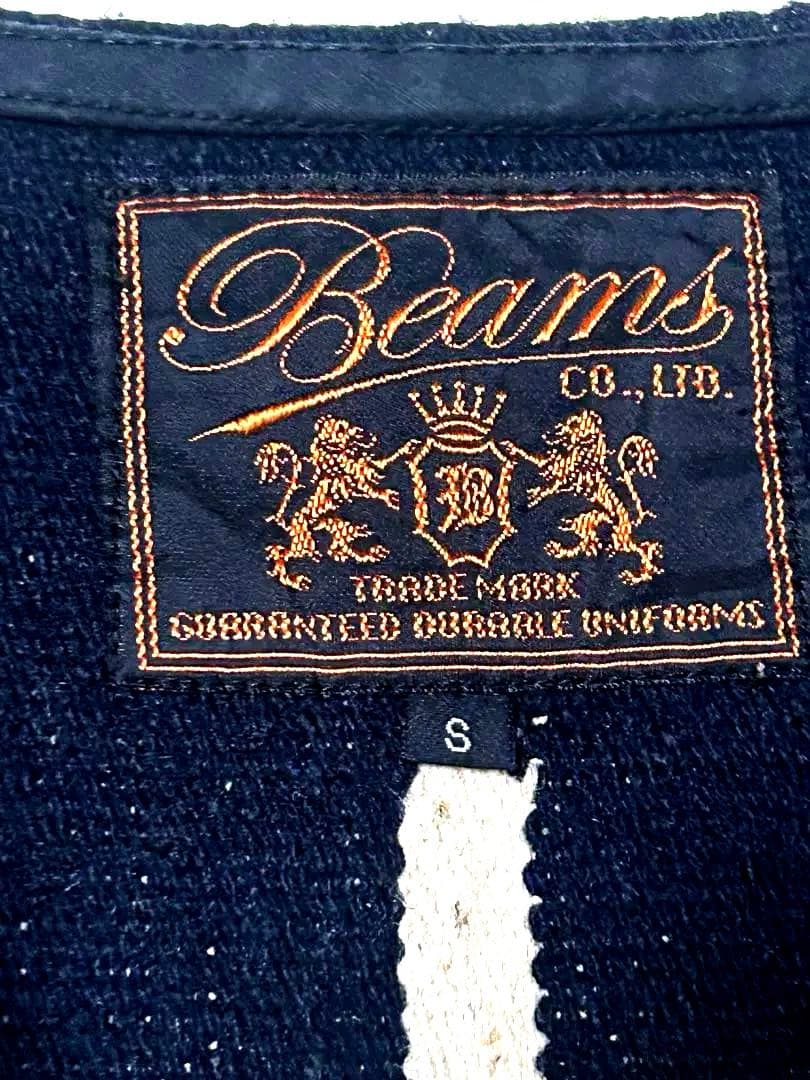 Beams
CO., LTD.
B
TRADE MARK
GUARANTEED DURABLE UNIFORMS
S